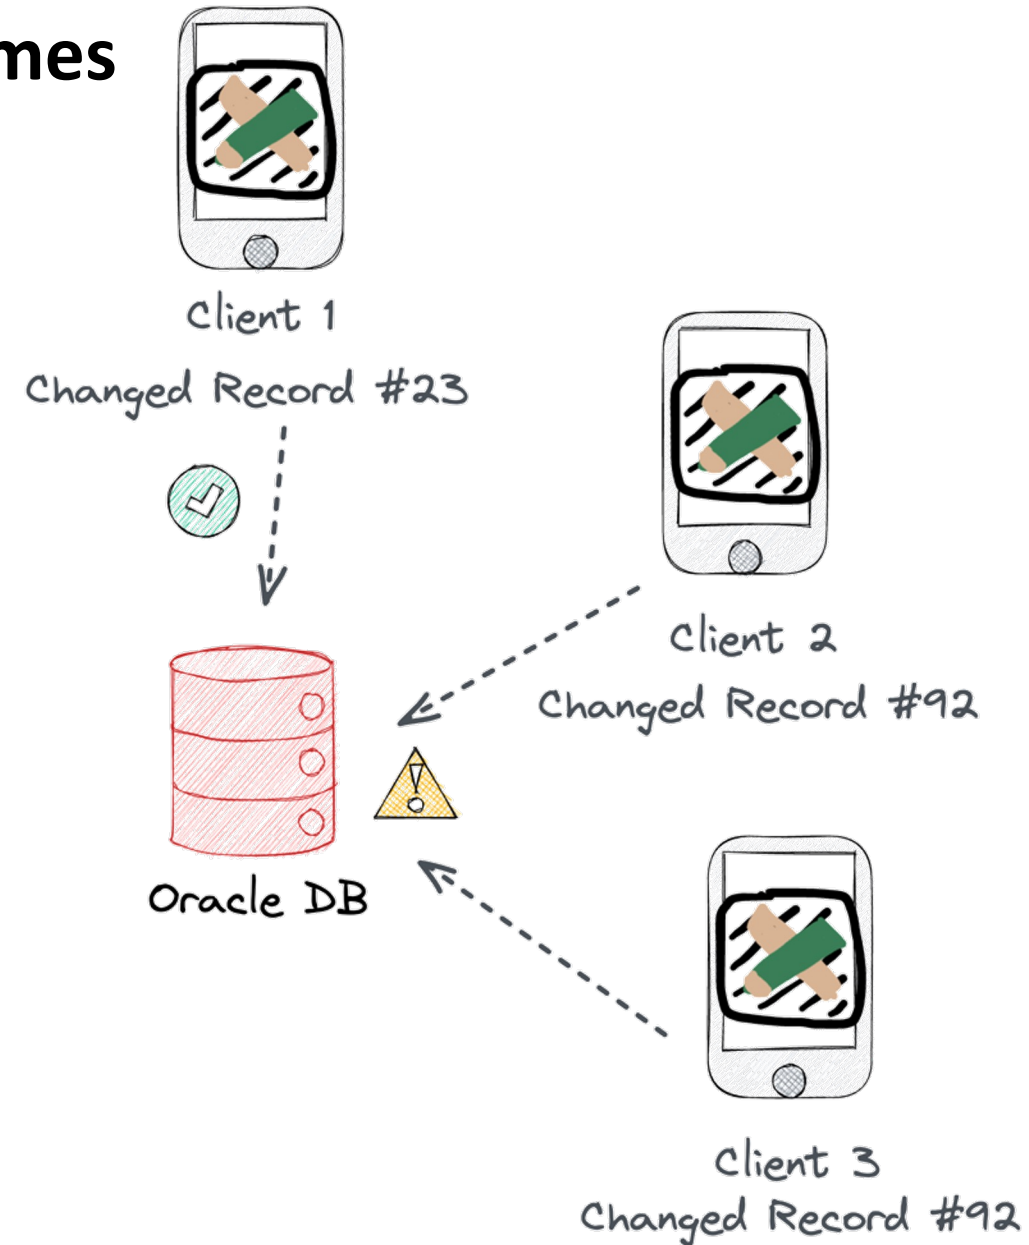 mes
Client 1
Changed Record #23
Client 2
Changed Record #92
Oracle DB
Client 3
Changed Record #92